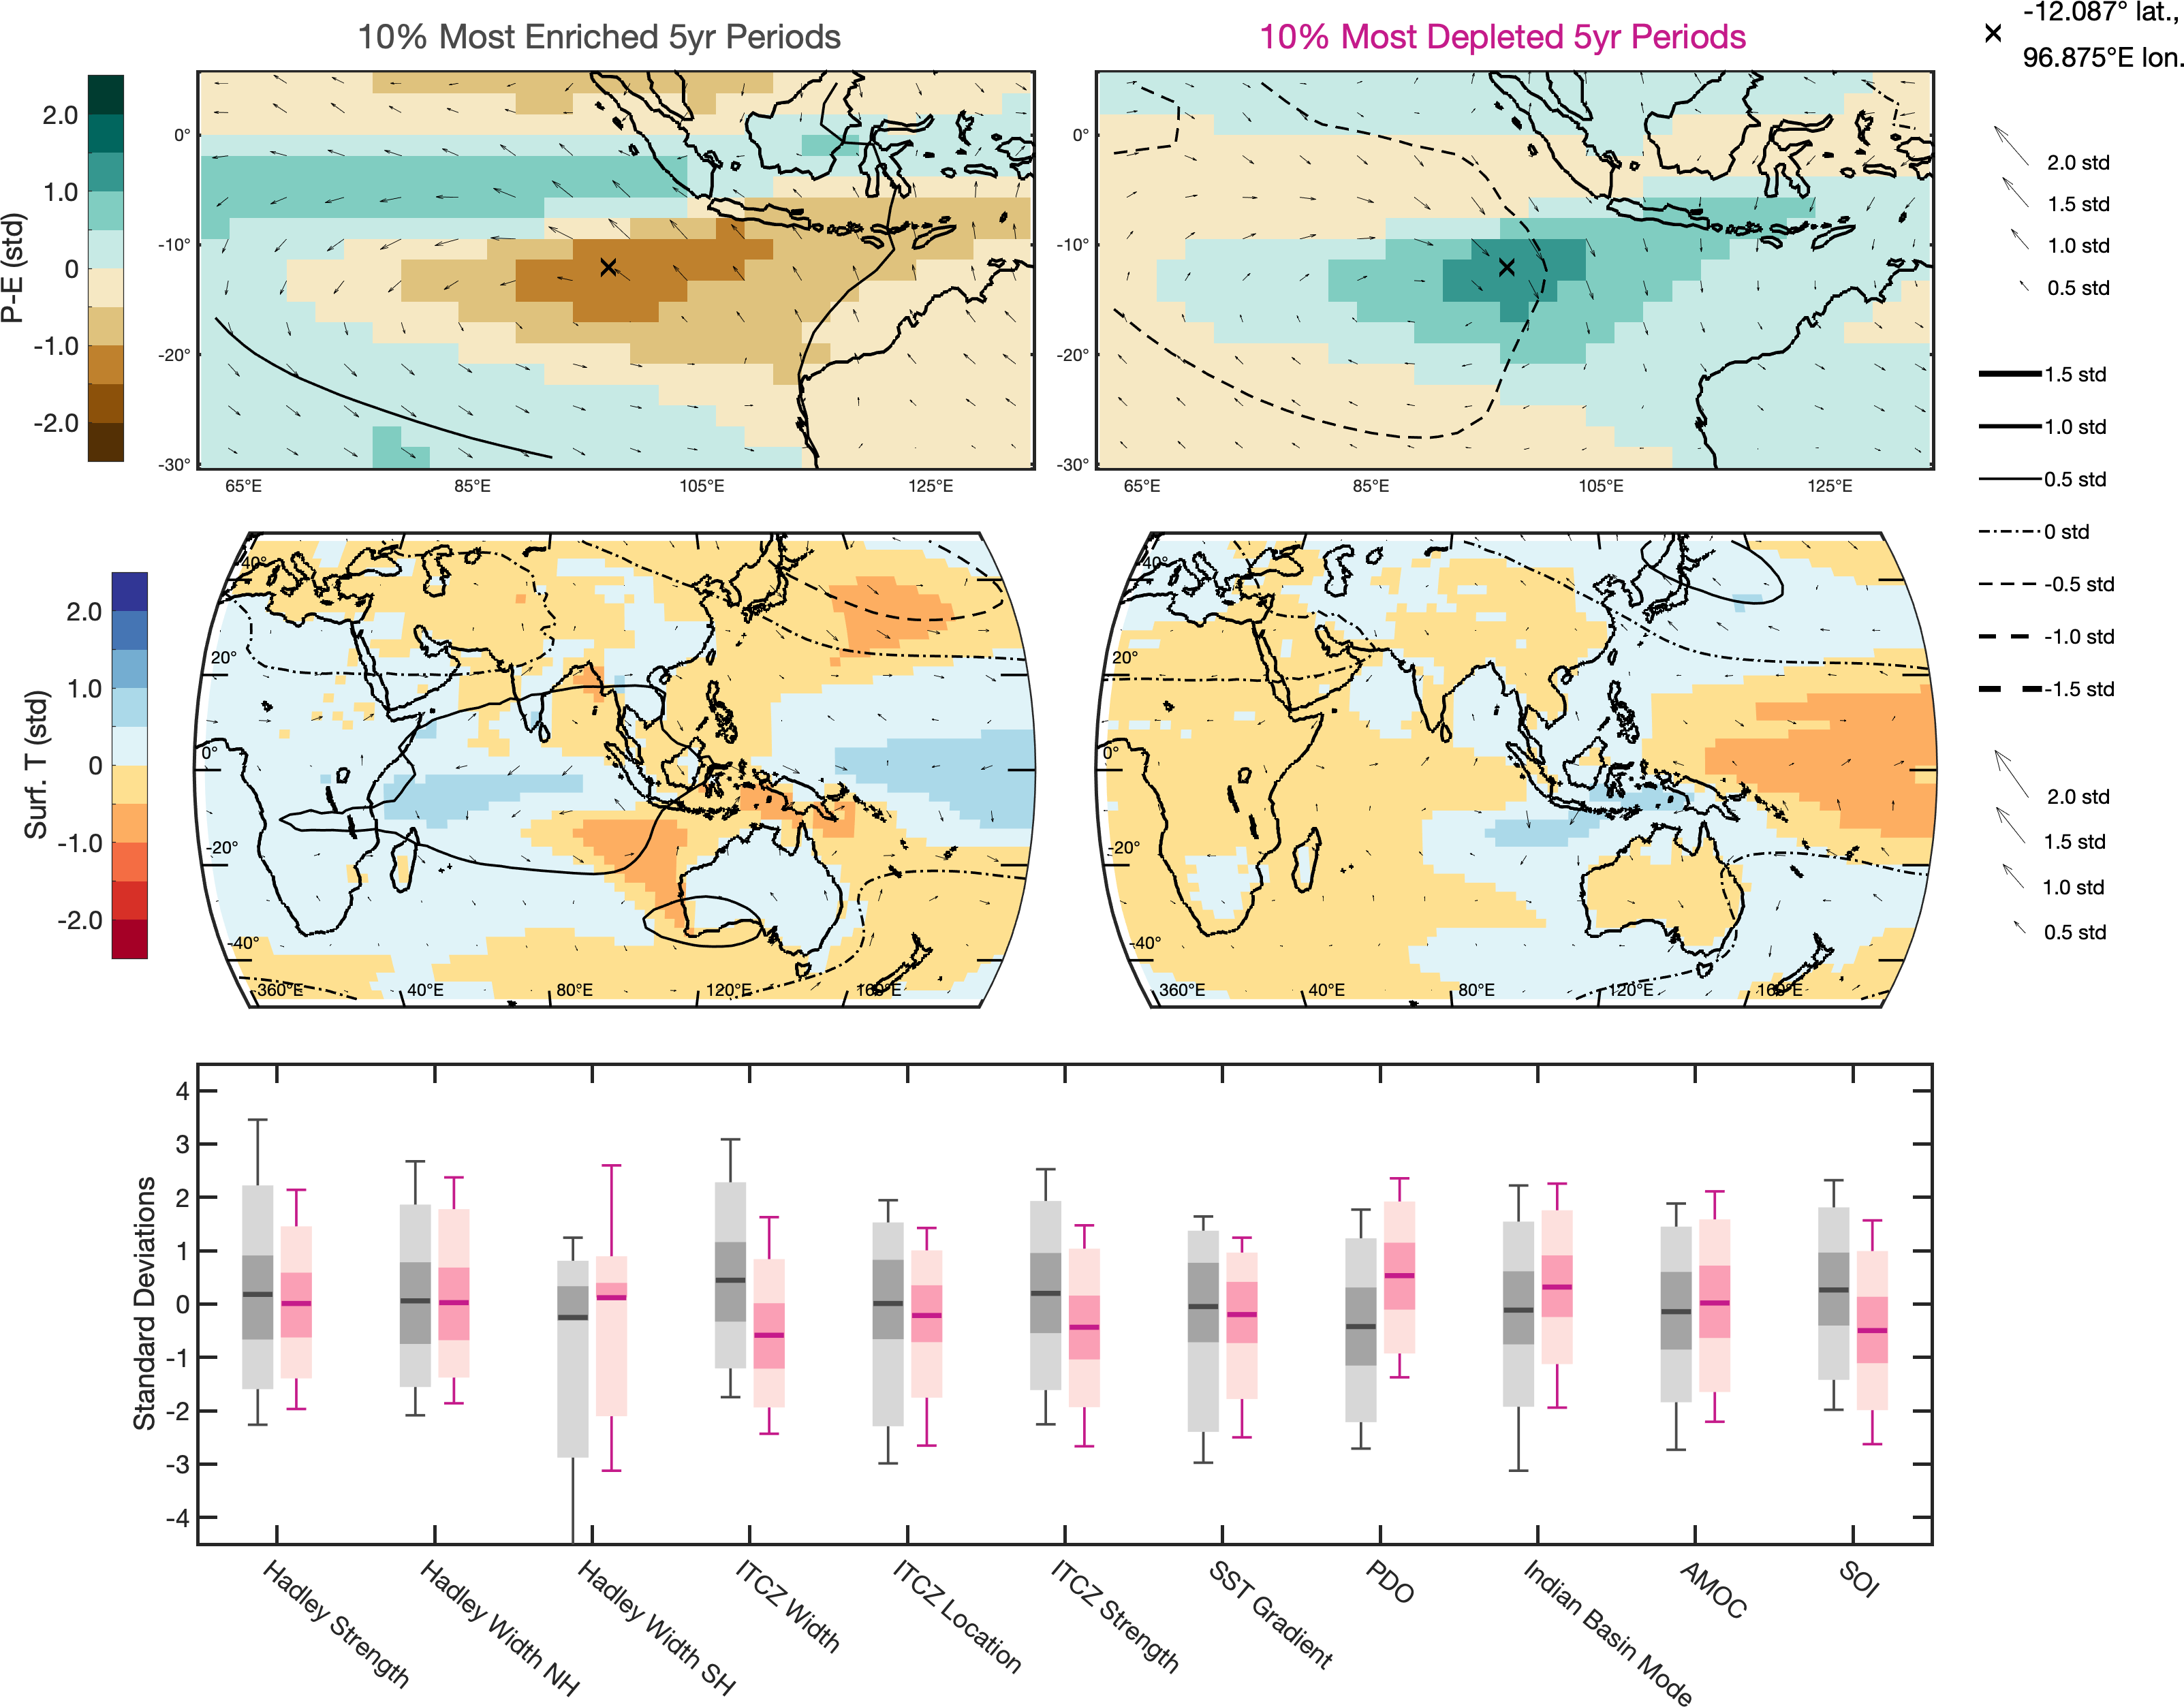 10% Most Enriched 5yr Periods
10% Most Depleted 5yr Periods
-12.087° lat.,
96.875°E lon.
P-E (std)
2.0
1.0
0
-1.0
-2.0
0°
-10°
-20°
-30°
65°E
85°E
105°E
125°E
0°
-10°
-20°
-30°
65°E
85°E
105°E
125°E
2.0 std
1.5 std
1.0 std
0.5 std
1.5 std
1.0 std
0.5 std
0 std
-0.5 std
-1.0 std
-1.5 std
Surf. T (std)
2.0
1.0
0
-1.0
-2.0
40°
20°
0°
-20°
-40°
360°E
40°E
80°E
120°E
160°E
40°
20°
0°
-20°
-40°
360°E
40°E
80°E
120°E
160°E
2.0 std
1.5 std
1.0 std
0.5 std
Standard Deviations
4
3
2
1
0
-1
-2
-3
-4
Hadley Strength
Hadley Width NH
Hadley Width SH
ITCZ Width
ITCZ Location
ITCZ Strength
SST Gradient
PDO
Indian Basin Mode
AMOC
SOI